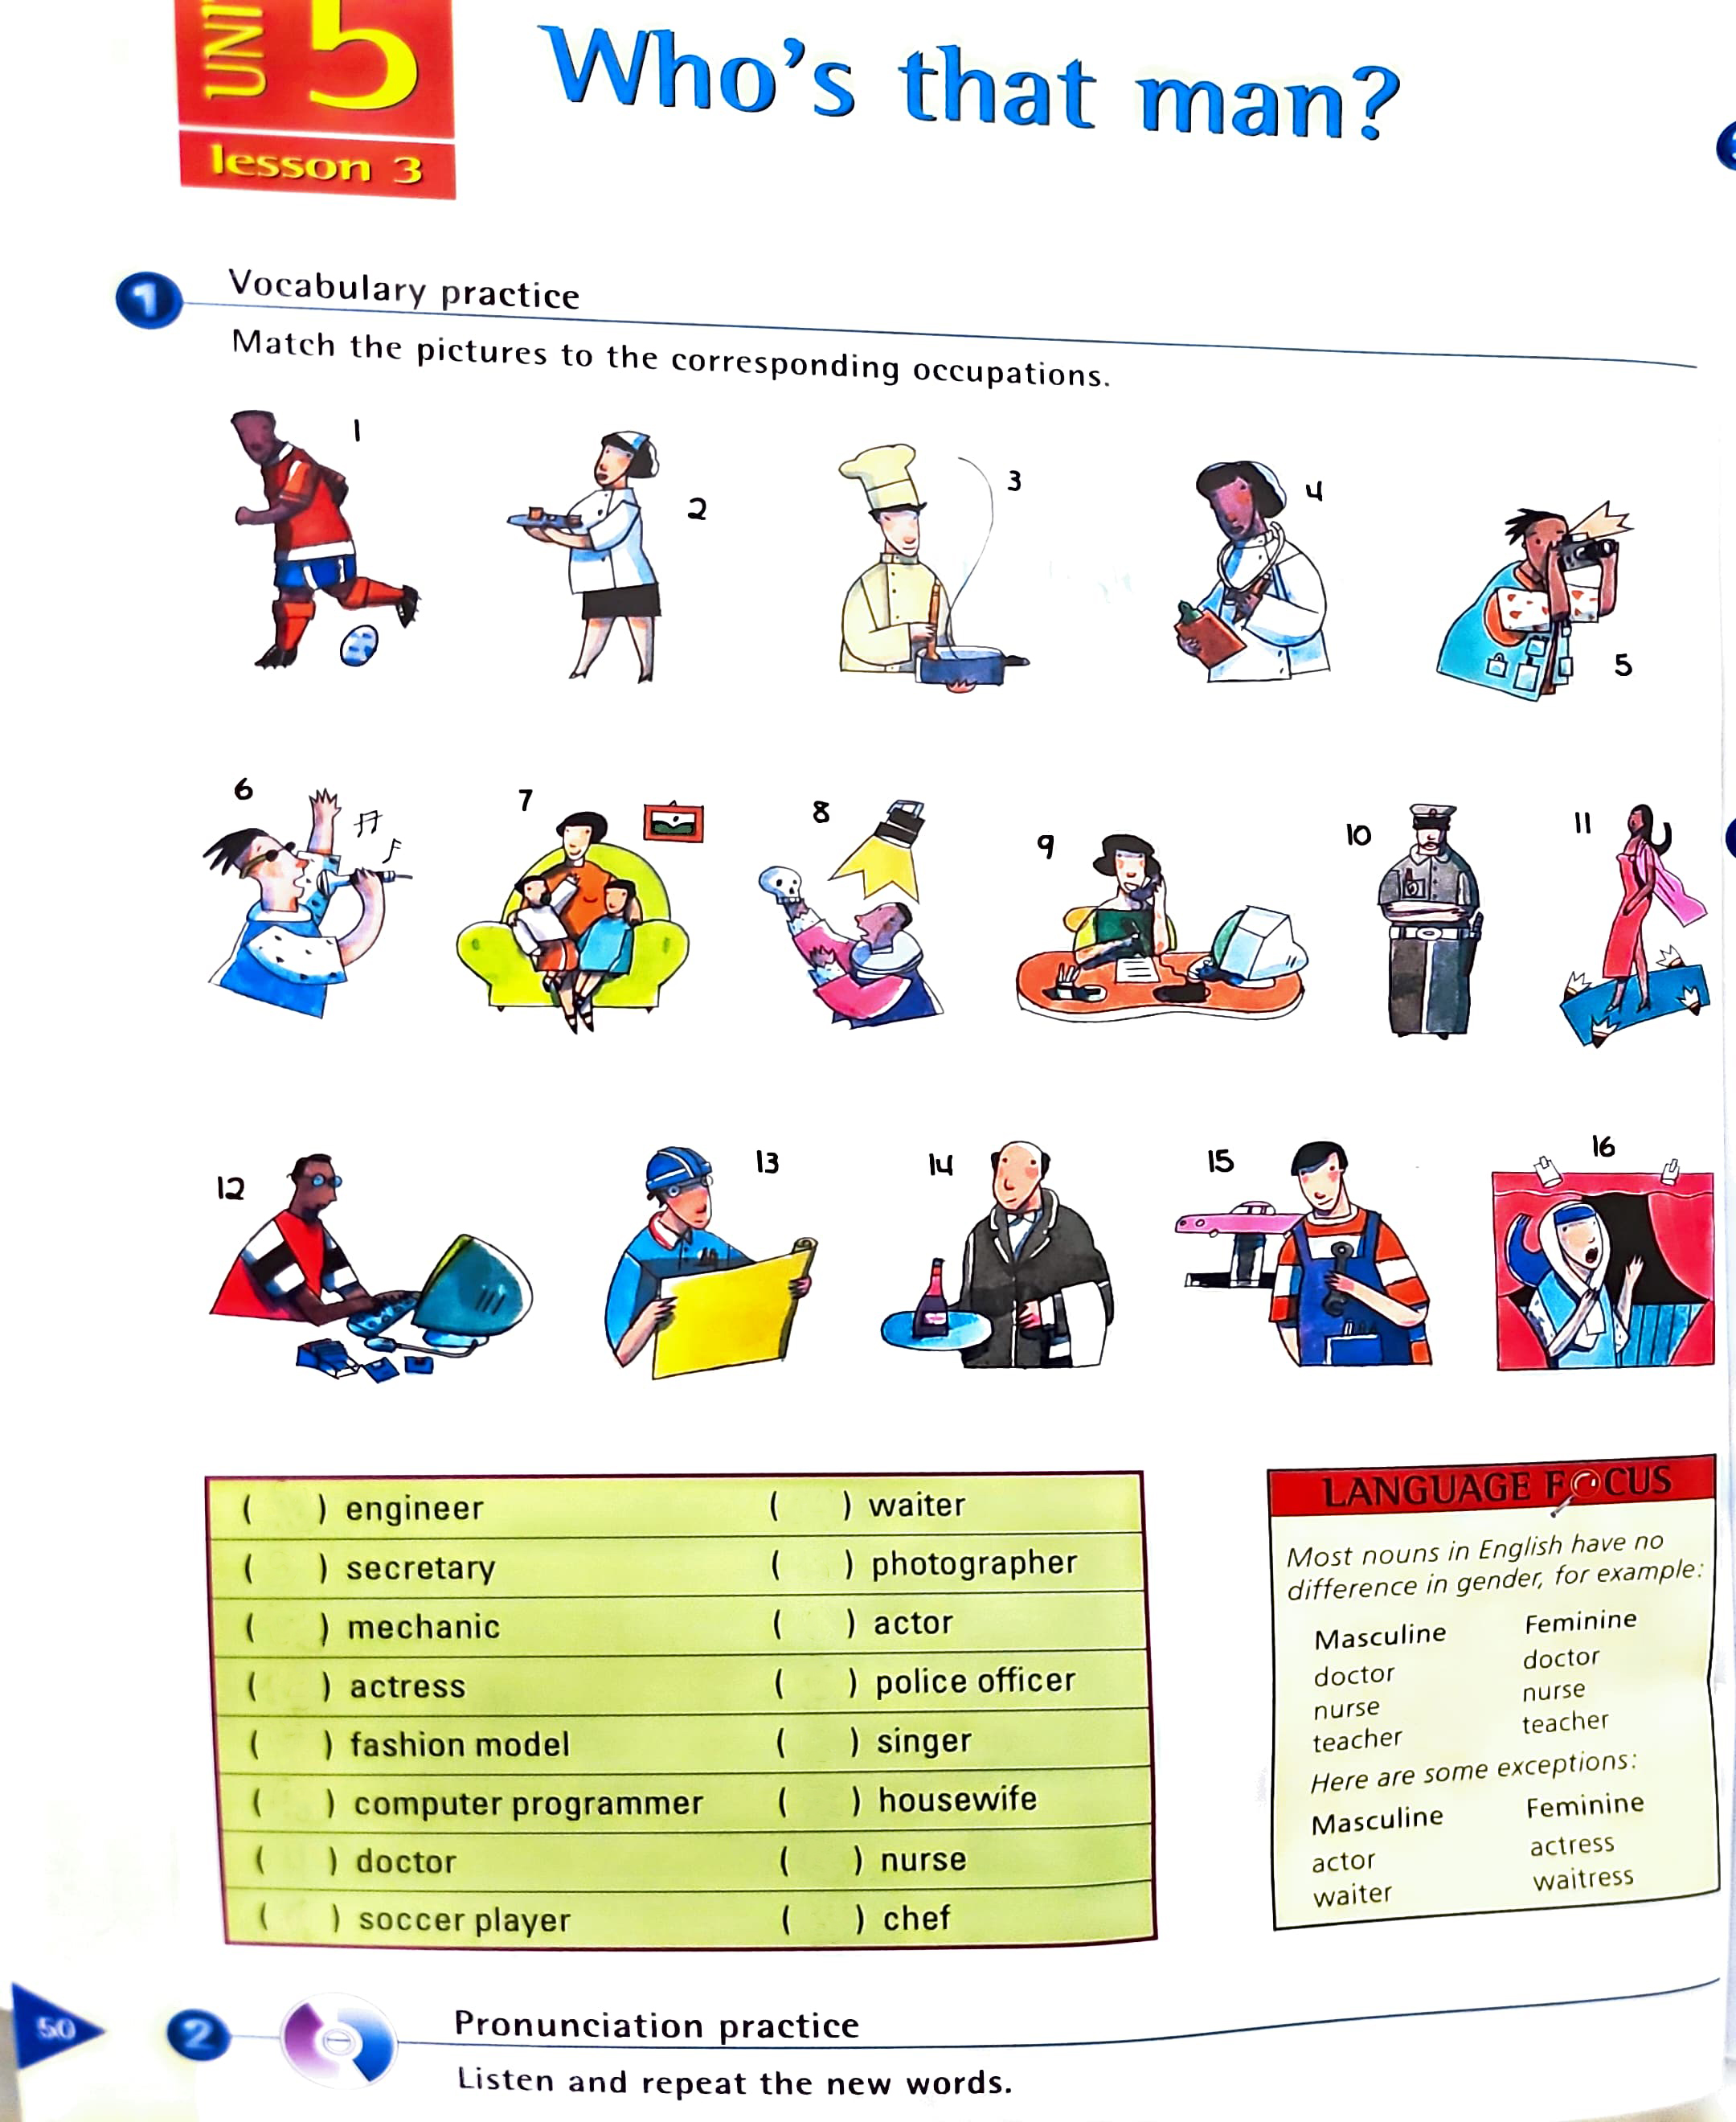 UNIT 5
lesson 3
Who's that man?
1 Vocabulary practice
Match the pictures to the corresponding occupations.
1
2
3
4
5
6
7
8
9
10
11
12
13
14
15
16
( ) engineer ( ) waiter
( ) secretary ( ) photographer
( ) mechanic ( ) actor
( ) actress ( ) police officer
( ) fashion model ( ) singer
( ) computer programmer ( ) housewife
( ) doctor ( ) nurse
( ) soccer player ( ) chef
LANGUAGE FOCUS
Most nouns in English have no
difference in gender, for example:
Masculine Feminine
doctor doctor
nurse nurse
teacher teacher
Here are some exceptions:
Masculine Feminine
actor actress
waiter waitress
50
2 Pronunciation practice
Listen and repeat the new words.